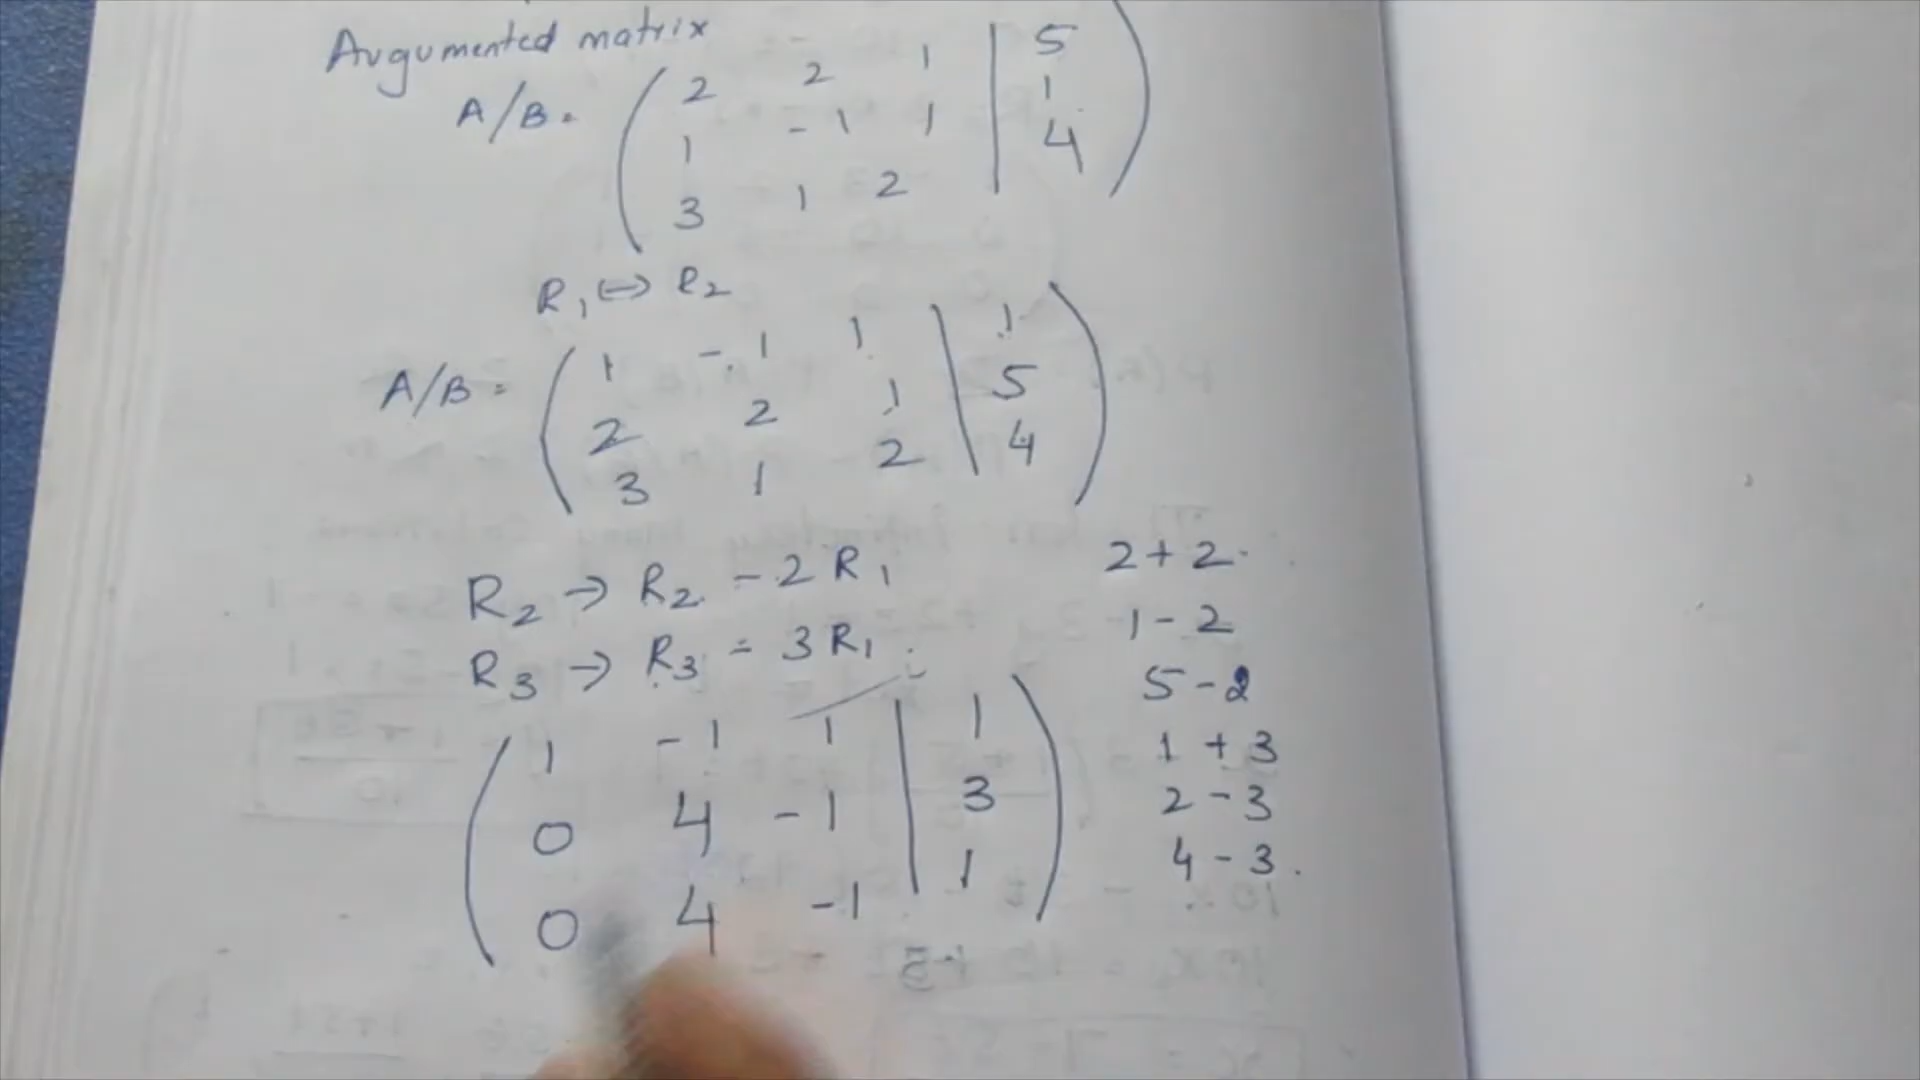 Augumented matrix
A/B = ( 2 2 1 | 5 )
1 -1 1 | 1
3 1 2 | 4
R1 ↔ R2
A/B = ( 1 -1 1 | 1 )
2 2 1 | 5
3 1 2 | 4
R2 → R2 - 2R1
R3 → R3 - 3R1
( 1 -1 1 | 1 )
0 4 -1 | 3
0 4 -1 | 1
2 + 2
1 - 2
5 - 2
1 + 3
2 - 3
4 - 3